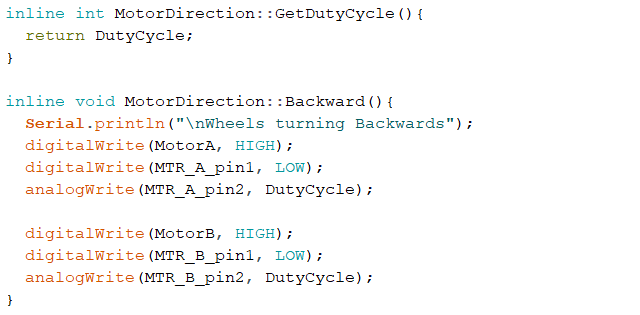 inline int MotorDirection::GetDutyCycle(){
  return DutyCycle;
}

inline void MotorDirection::Backward(){
  Serial.println("\nWheels turning Backwards");
  digitalWrite(MotorA, HIGH);
  digitalWrite(MTR_A_pin1, LOW);
  analogWrite(MTR_A_pin2, DutyCycle);

  digitalWrite(MotorB, HIGH);
  digitalWrite(MTR_B_pin1, LOW);
  analogWrite(MTR_B_pin2, DutyCycle);
}